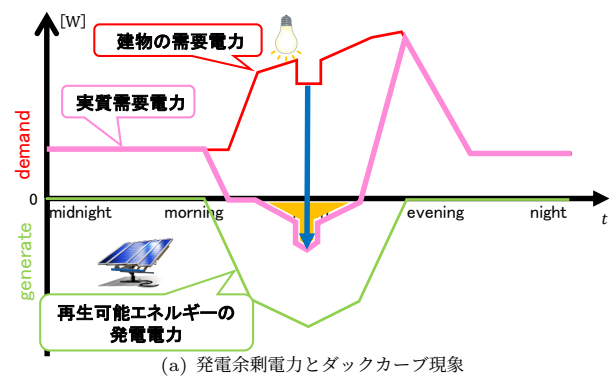 [W]
建物の需要電力
実質需要電力
demand
0
midnight
morning
evening
night
t
generate
再生可能エネルギーの
発電電力
(a) 発電余剰電力とダックカーブ現象